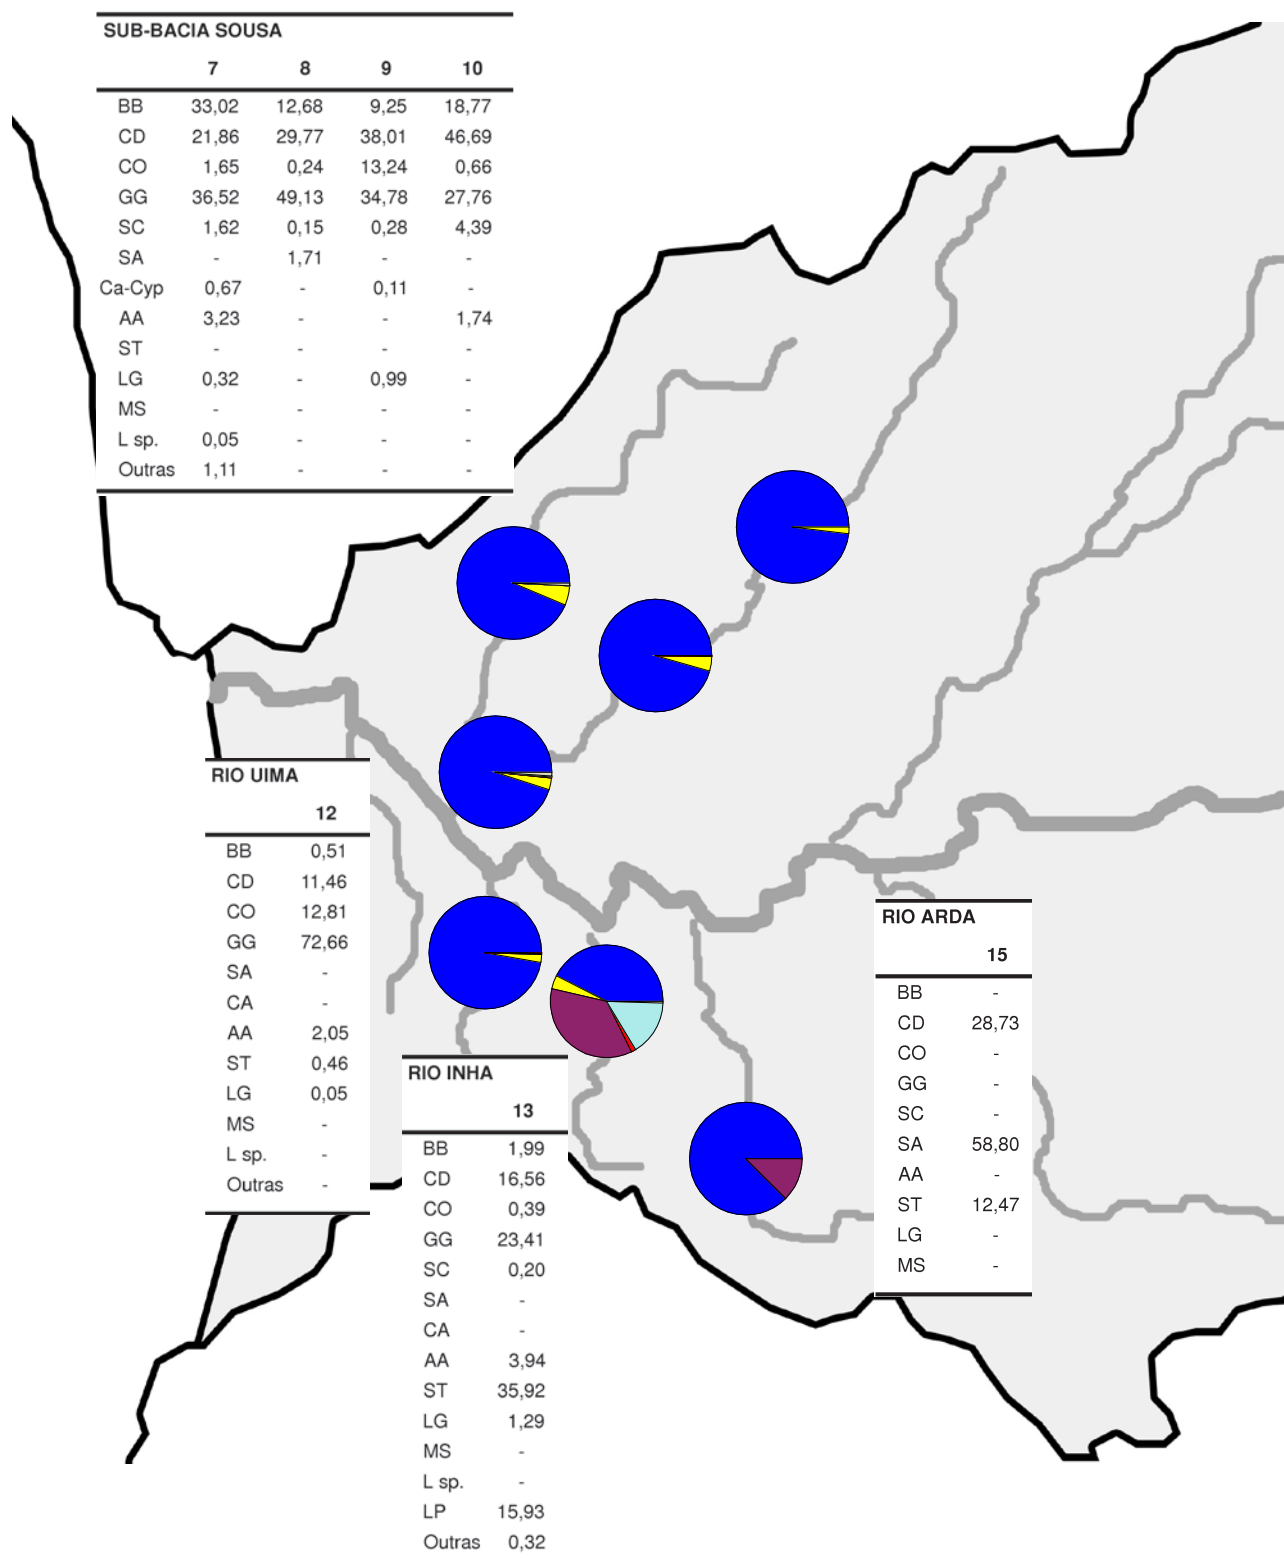 SUB-BACIA SOUSA
7 8 9 10
BB 33,02 12,68 9,25 18,77
CD 21,86 29,77 38,01 46,69
CO 1,65 0,24 13,24 0,66
GG 36,52 49,13 34,78 27,76
SC 1,62 0,15 0,28 4,39
SA - 1,71 - -
Ca-Cyp 0,67 - 0,11 -
AA 3,23 - - 1,74
ST - - - -
LG 0,32 - 0,99 -
MS - - - -
L sp. 0,05 - - -
Outras 1,11 - - -
RIO UIMA
12
BB 0,51
CD 11,46
CO 12,81
GG 72,66
SA -
CA -
AA 2,05
ST 0,46
LG 0,05
MS -
L sp. -
Outras -
RIO INHA
13
BB 1,99
CD 16,56
CO 0,39
GG 23,41
SC 0,20
SA -
CA -
AA 3,94
ST 35,92
LG 1,29
MS -
L sp. -
LP 15,93
Outras 0,32
RIO ARDA
15
BB -
CD 28,73
CO -
GG -
SC -
SA 58,80
AA -
ST 12,47
LG -
MS -